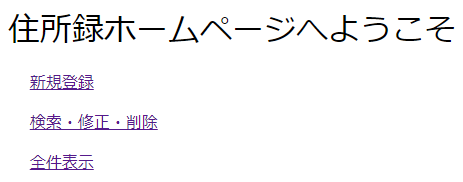 住所録ホームページへようこそ
新規登録
検索・修正・削除
全件表示